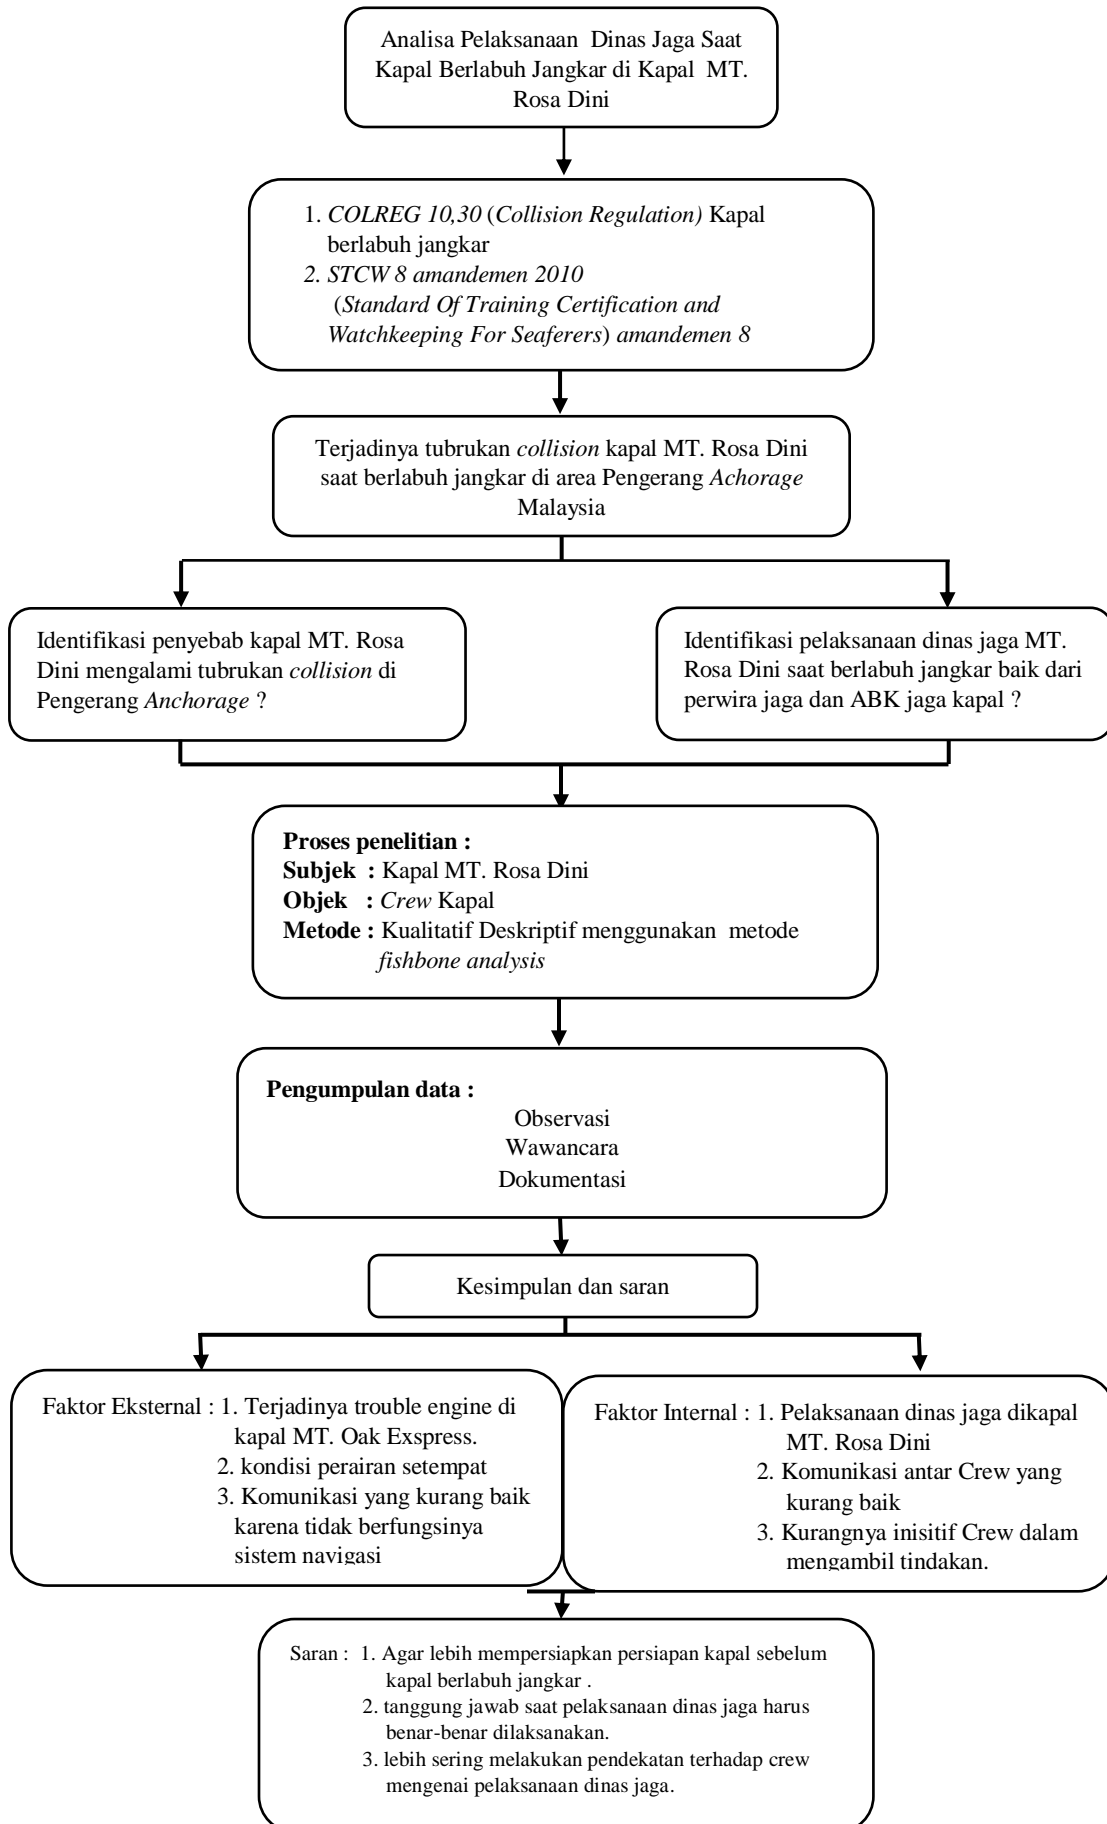 Analisa Pelaksanaan Dinas Jaga Saat
Kapal Berlabuh Jangkar di Kapal MT.
Rosa Dini
1. COLREG 10,30 (Collision Regulation) Kapal
berlabuh jangkar
2. STCW 8 amandemen 2010
(Standard Of Training Certification and
Watchkeeping For Seaferers) amandemen 8
Terjadinya tubrukan collision kapal MT. Rosa Dini
saat berlabuh jangkar di area Pengerang Achorage
Malaysia
Identifikasi penyebab kapal MT. Rosa
Dini mengalami tubrukan collision di
Pengerang Anchorage ?
Identifikasi pelaksanaan dinas jaga MT.
Rosa Dini saat berlabuh jangkar baik dari
perwira jaga dan ABK jaga kapal ?
Proses penelitian :
Subjek : Kapal MT. Rosa Dini
Objek : Crew Kapal
Metode : Kualitatif Deskriptif menggunakan metode
fishbone analysis
Pengumpulan data :
Observasi
Wawancara
Dokumentasi
Kesimpulan dan saran
Faktor Eksternal : 1. Terjadinya trouble engine di
kapal MT. Oak Exspress.
2. kondisi perairan setempat
3. Komunikasi yang kurang baik
karena tidak berfungsinya
sistem navigasi
Faktor Internal : 1. Pelaksanaan dinas jaga dikapal
MT. Rosa Dini
2. Komunikasi antar Crew yang
kurang baik
3. Kurangnya inisitif Crew dalam
mengambil tindakan.
Saran : 1. Agar lebih mempersiapkan persiapan kapal sebelum
kapal berlabuh jangkar .
2. tanggung jawab saat pelaksanaan dinas jaga harus
benar-benar dilaksanakan.
3. lebih sering melakukan pendekatan terhadap crew
mengenai pelaksanaan dinas jaga.